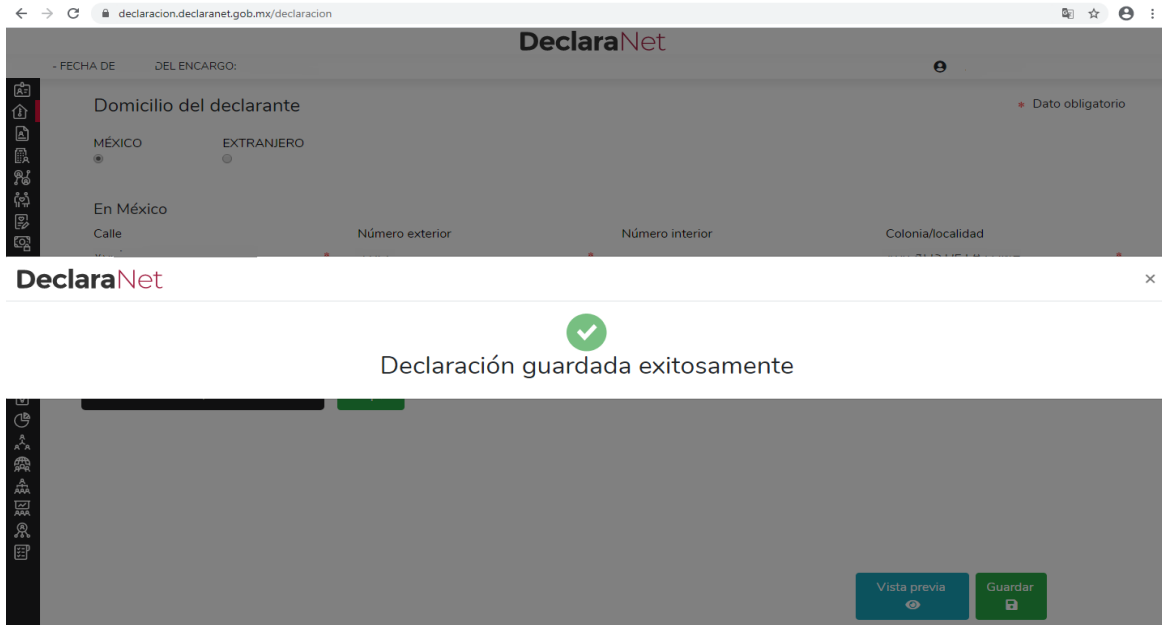 declaracion.declaranet.gob.mx/declaracion
DeclaraNet
- FECHA DE DEL ENCARGO:
Domicilio del declarante
* Dato obligatorio
MÉXICO EXTRANJERO
En México
Calle Número exterior Número interior Colonia/localidad
DeclaraNet ×
Declaración guardada exitosamente
Vista previa Guardar